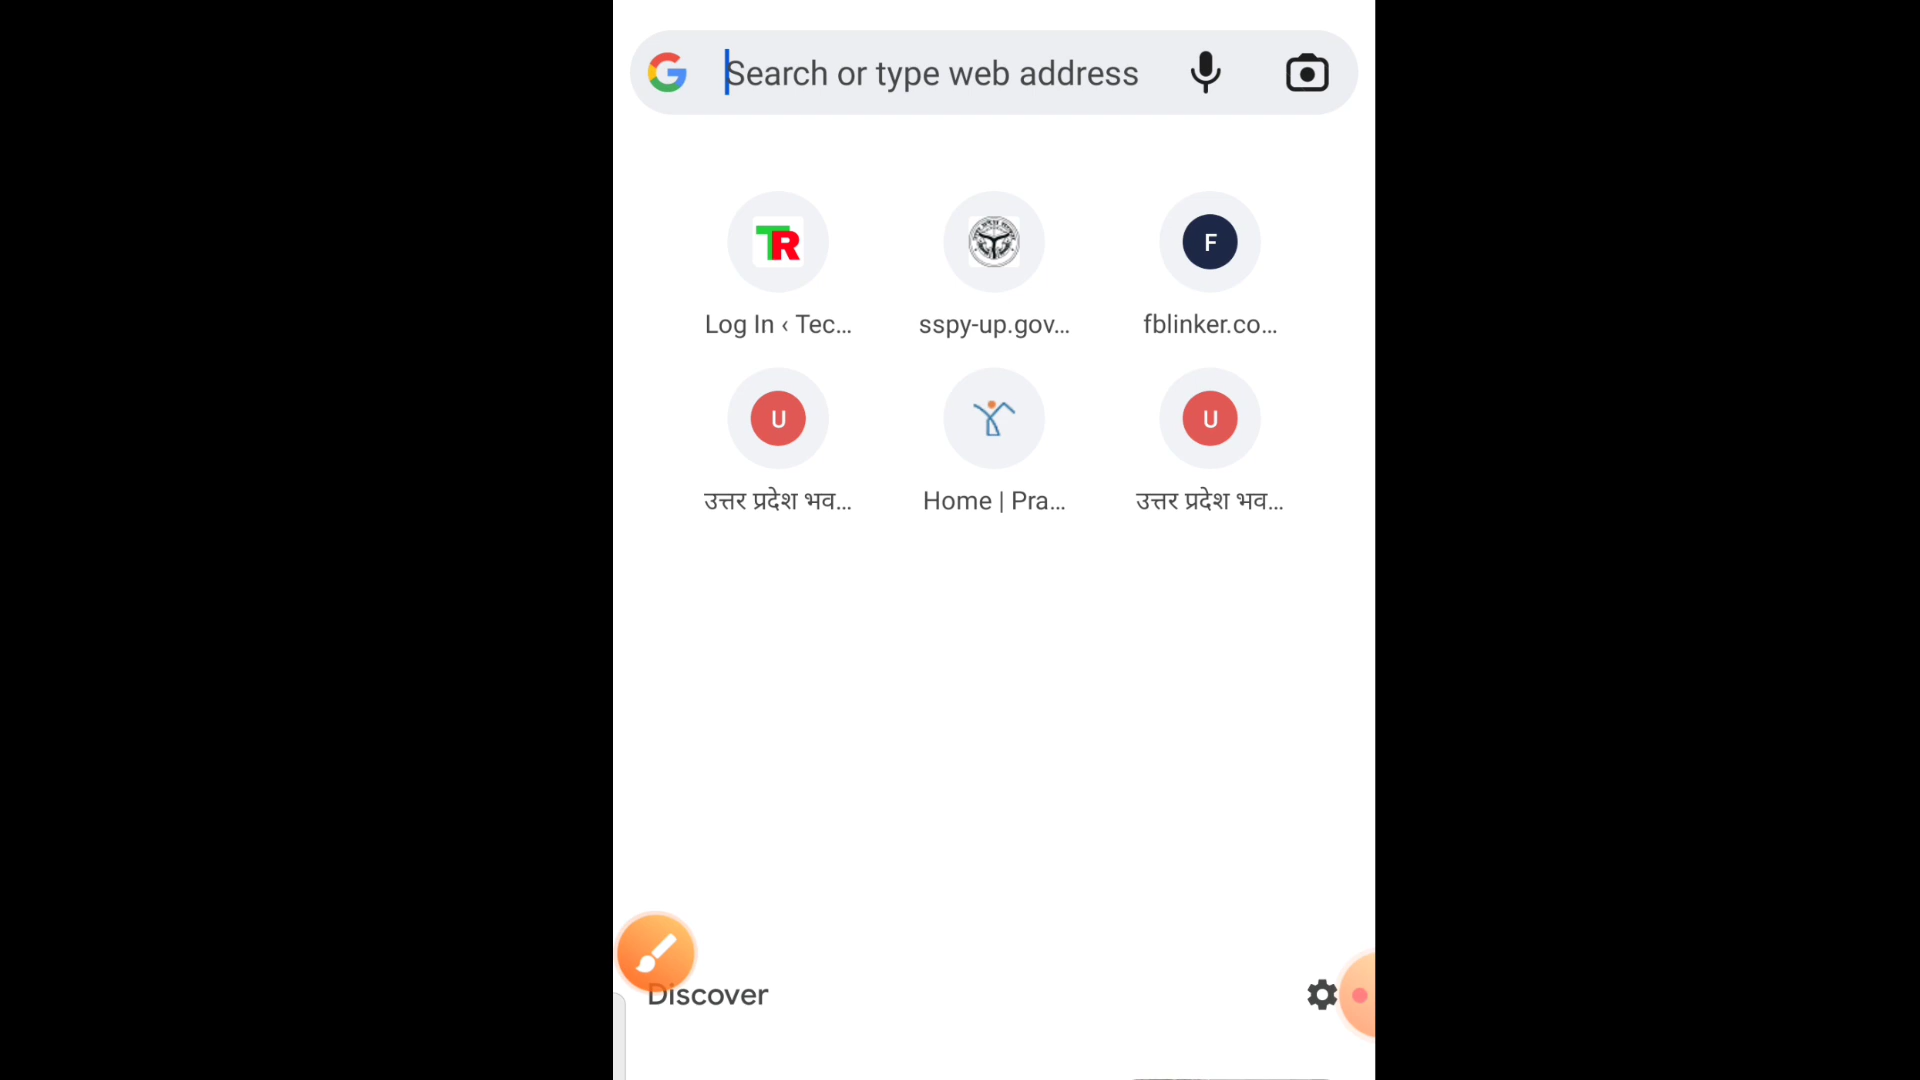 Search or type web address
TR
F
Log In ‹ Tec...
sspy-up.gov...
fblinker.co...
U
U
उत्तर प्रदेश भव...
Home | Pra...
उत्तर प्रदेश भव...
Discover